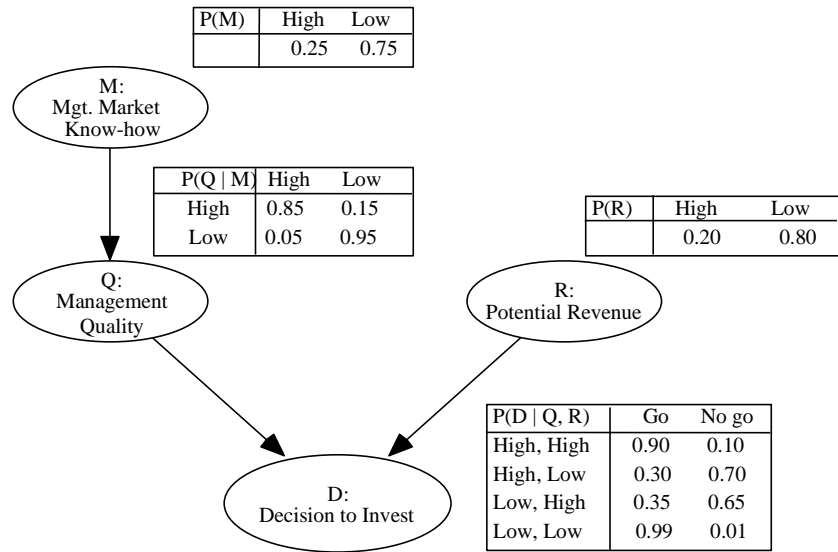 P(M) High Low
0.25 0.75
M:
Mgt. Market
Know-how
P(Q | M) High Low
High 0.85 0.15
Low 0.05 0.95
P(R) High Low
0.20 0.80
Q:
Management
Quality
R:
Potential Revenue
P(D | Q, R) Go No go
High, High 0.90 0.10
High, Low 0.30 0.70
Low, High 0.35 0.65
Low, Low 0.99 0.01
D:
Decision to Invest